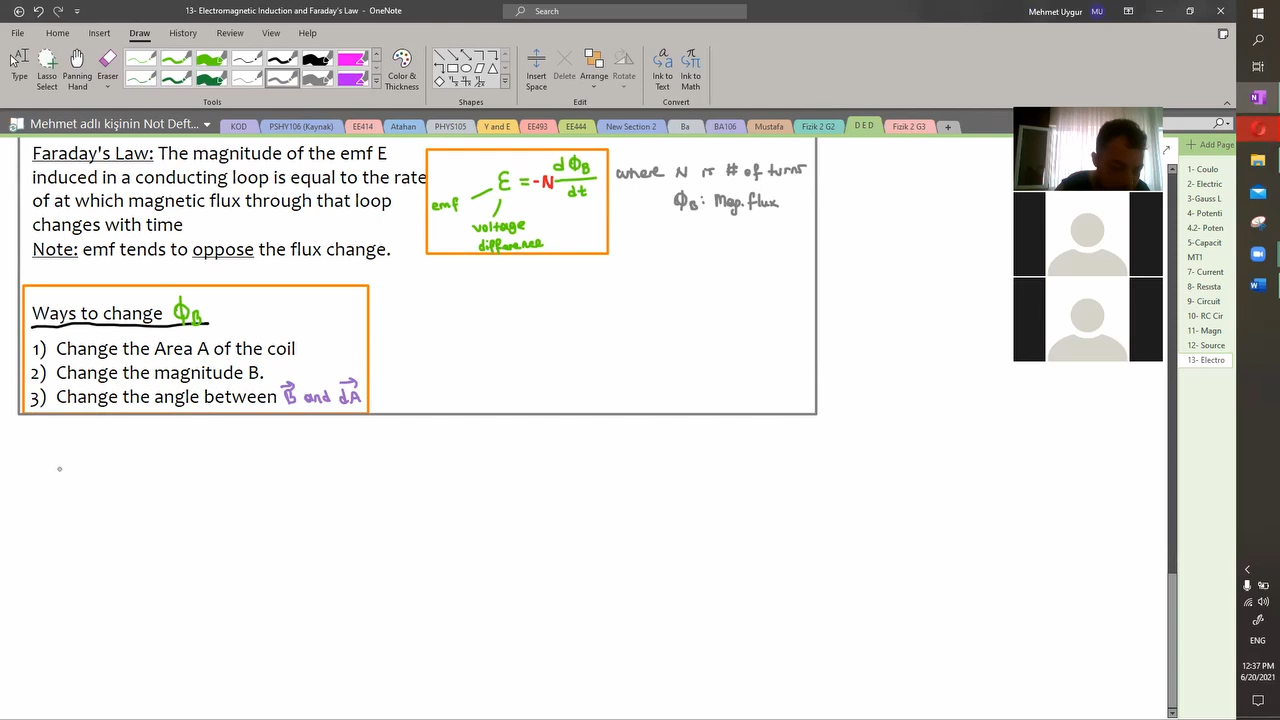 13- Electromagnetic Induction and Faraday's Law - OneNote
Search
Mehmet Uygur
MU
File
Home
Insert
Draw
History
Review
View
Help
Type
Lasso Select
Panning Hand
Eraser
Color & Thickness
Insert Space
Delete
Arrange
Rotate
Ink to Text
Ink to Math
Tools
Shapes
Edit
Convert
Mehmet adlı kişinin Not Deft...
KOD
PSHY106 (Kaynak)
EE414
Atahan
PHYS105
Y and E
EE493
EE444
New Section 2
Ba
BA106
Mustafa
Fizik 2 G2
D E D
Fizik 2 G3
Add Page
1- Coulo
2- Electric
3-Gauss L
4- Potenti
4.2- Poten
5-Capacit
MT1
7- Current
8- Resista
9- Circuit
10- RC Cir
11- Magn
12- Source
13- Electro
Faraday's Law: The magnitude of the emf E
induced in a conducting loop is equal to the rate
of at which magnetic flux through that loop
changes with time
Note: emf tends to oppose the flux change.
ℰ = -N dΦB/dt
emf
voltage
difference
where N is # of turns
ΦB: Mag. flux
Ways to change ΦB
1) Change the Area A of the coil
2) Change the magnitude B.
3) Change the angle between B⃗ and dA⃗
ENG
12:37 PM
6/20/2021